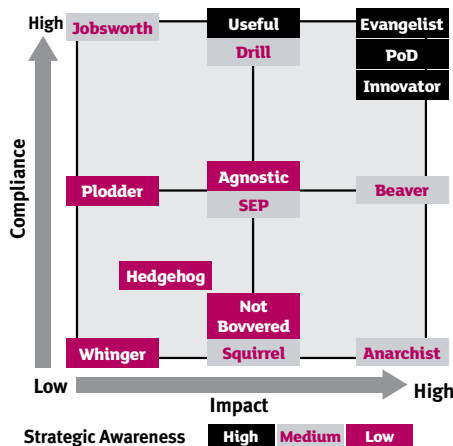 High
Jobsworth
Useful
Evangelist
Drill
PoD
Innovator
Compliance
Plodder
Agnostic
Beaver
SEP
Hedgehog
Not
Bovvered
Whinger
Squirrel
Anarchist
Low
High
Impact
Strategic Awareness High Medium Low